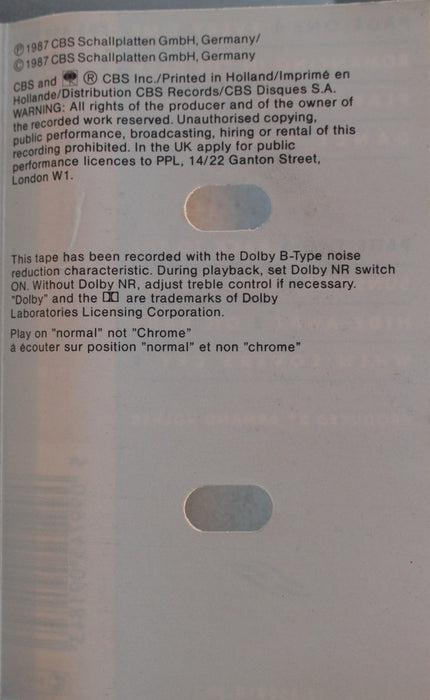 ℗ 1987 CBS Schallplatten GmbH, Germany/
© 1987 CBS Schallplatten GmbH, Germany
CBS and ® CBS Inc./Printed in Holland/Imprimé en
Hollande/Distribution CBS Records/CBS Disques S.A.
WARNING: All rights of the producer and of the owner of
the recorded work reserved. Unauthorised copying,
public performance, broadcasting, hiring or rental of this
recording prohibited. In the UK apply for public
performance licences to PPL, 14/22 Ganton Street,
London W1.
This tape has been recorded with the Dolby B-Type noise
reduction characteristic. During playback, set Dolby NR switch
ON. Without Dolby NR, adjust treble control if necessary.
"Dolby" and the are trademarks of Dolby
Laboratories Licensing Corporation.
Play on "normal" not "Chrome"
á écouter sur position "normal" et non "chrome"